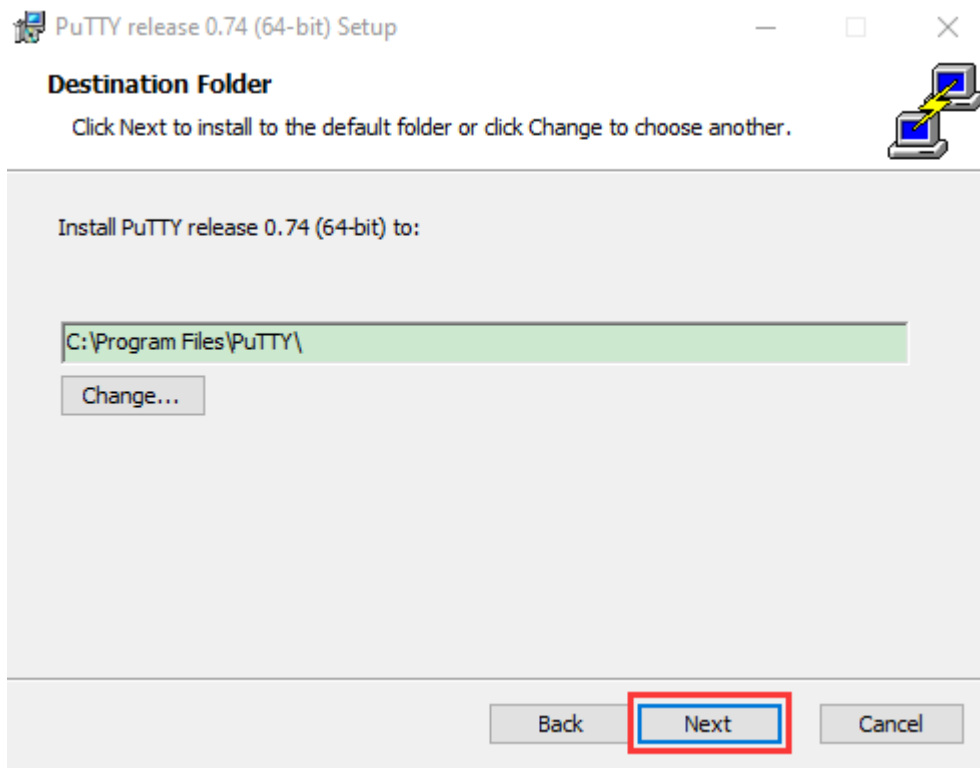 PuTTY release 0.74 (64-bit) Setup
Destination Folder
Click Next to install to the default folder or click Change to choose another.
Install PuTTY release 0.74 (64-bit) to:
C:\Program Files\PuTTY\
Change...
Back Next Cancel